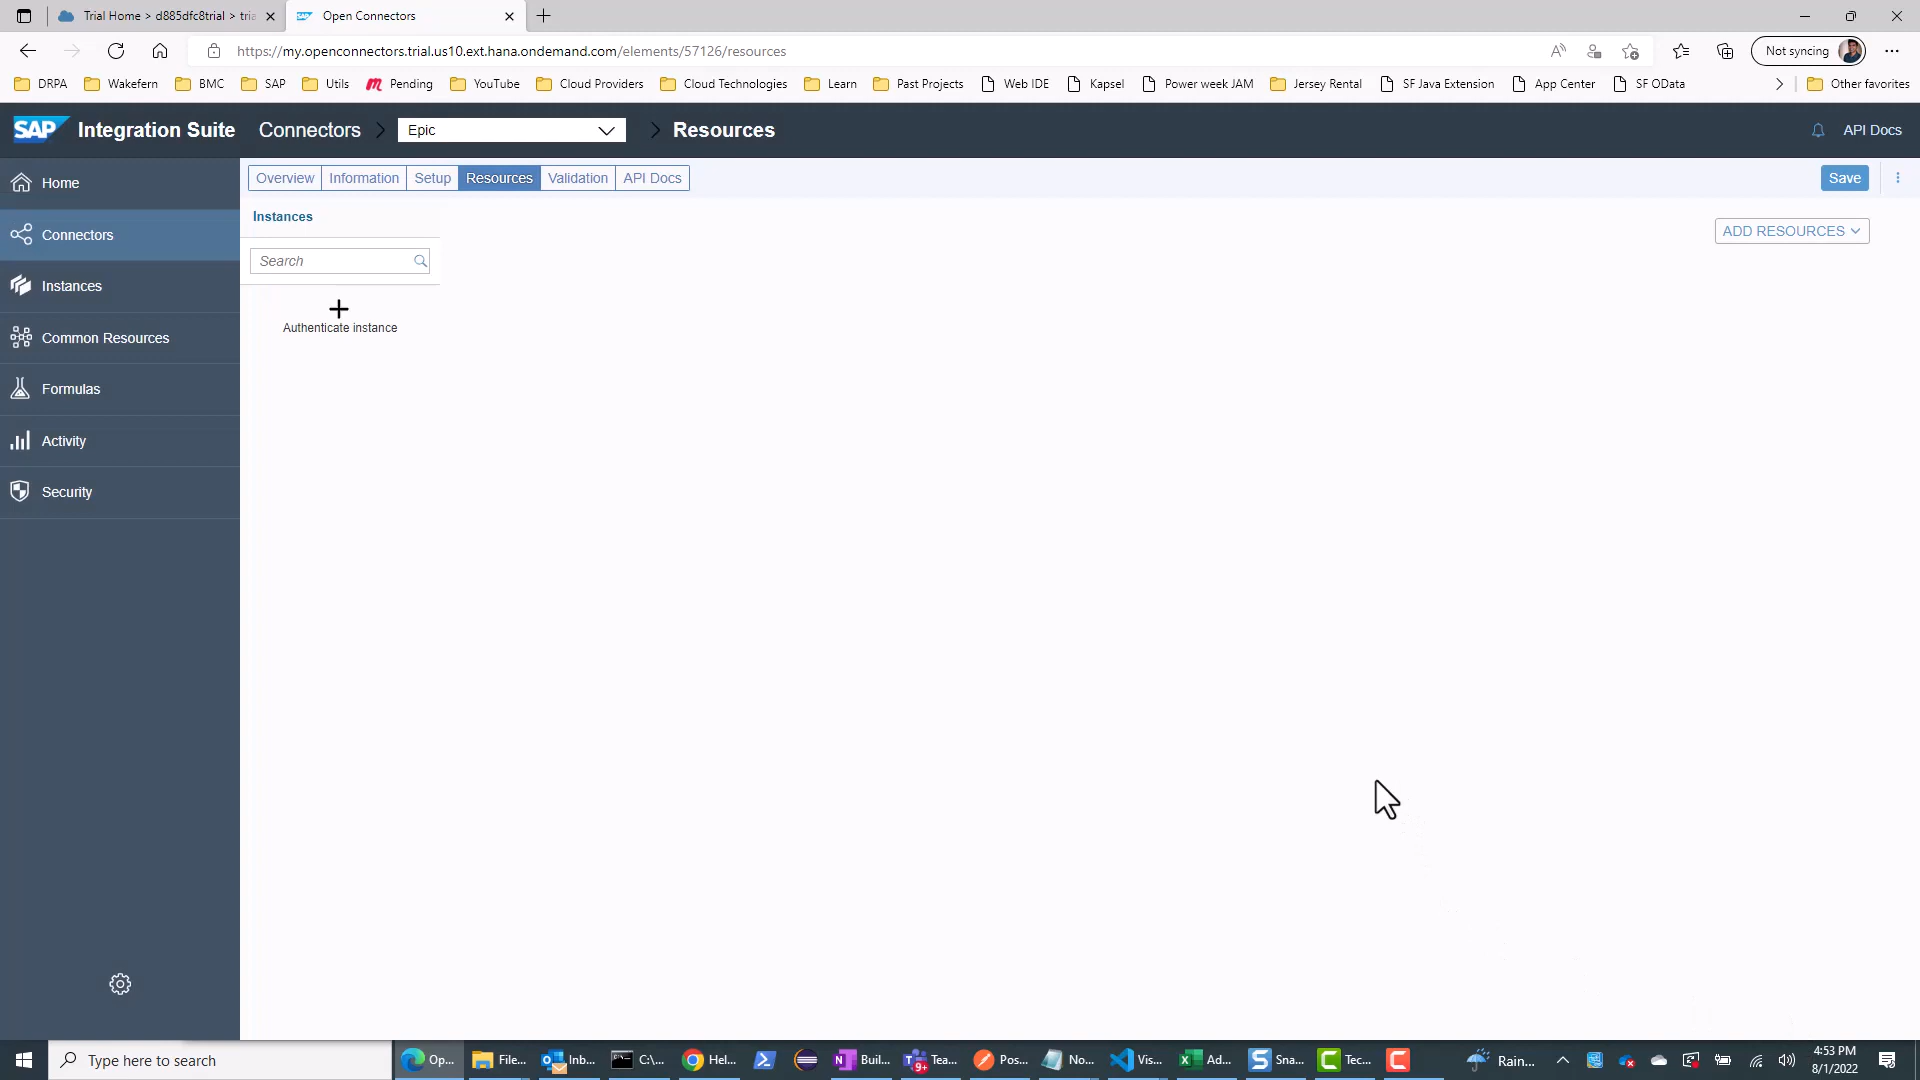 Trial Home > d885dfc8trial > tria
Open Connectors
https://my.openconnectors.trial.us10.ext.hana.ondemand.com/elements/57126/resources
Not syncing
DRPA
Wakefern
BMC
SAP
Utils
Pending
YouTube
Cloud Providers
Cloud Technologies
Learn
Past Projects
Web IDE
Kapsel
Power week JAM
Jersey Rental
SF Java Extension
App Center
SF OData
Other favorites
SAP Integration Suite
Connectors
Epic
Resources
API Docs
Home
Connectors
Instances
Common Resources
Formulas
Activity
Security
Overview
Information
Setup
Resources
Validation
API Docs
Save
Instances
Search
Authenticate instance
ADD RESOURCES
Type here to search
Op...
File...
Inb...
C:\...
Hel...
Buil...
9+
Tea...
Pos...
No...
Vis...
Ad...
Sna...
Tec...
Rain...
4:53 PM
8/1/2022